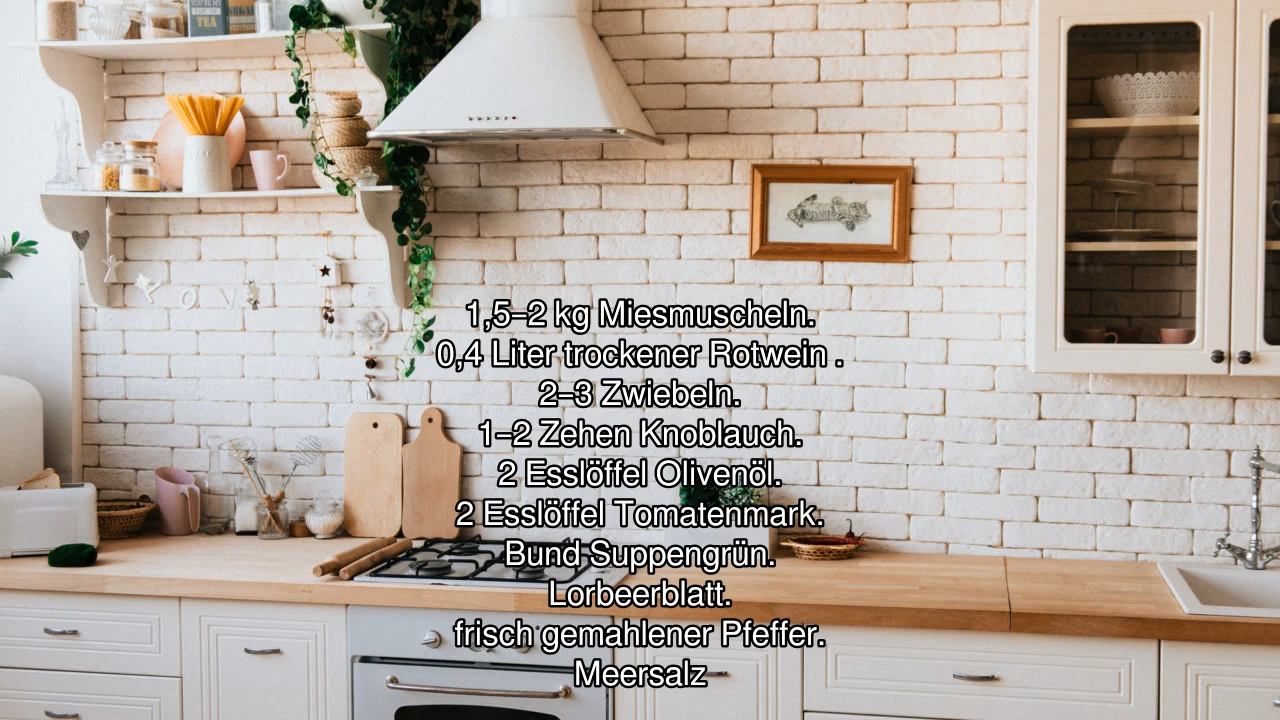 TEA
1,5–2 kg Miesmuscheln.
0,4 Liter trockener Rotwein .
2–3 Zwiebeln.
1–2 Zehen Knoblauch.
2 Esslöffel Olivenöl.
2 Esslöffel Tomatenmark.
Bund Suppengrün.
Lorbeerblatt.
frisch gemahlener Pfeffer.
Meersalz